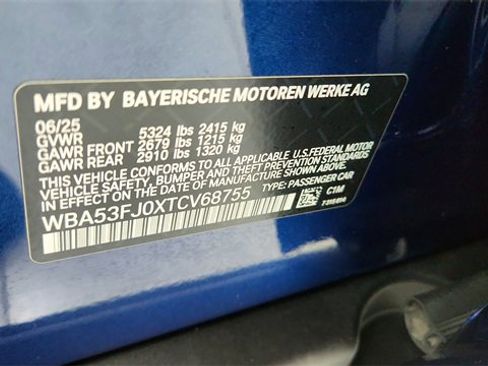 MFD BY BAYERISCHE MOTOREN WERKE AG
06/25
GVWR 5324 lbs 2415 kg
GAWR FRONT 2679 lbs 1215 kg
GAWR REAR 2910 lbs 1320 kg
THIS VEHICLE CONFORMS TO ALL APPLICABLE U.S. FEDERAL MOTOR
VEHICLE SAFETY, BUMPER, AND THEFT PREVENTION STANDARDS
IN EFFECT ON THE DATE OF MANUFACTURE SHOWN ABOVE.
WBA53FJ0XTCV68755 TYPE: PASSENGER CAR
C1M